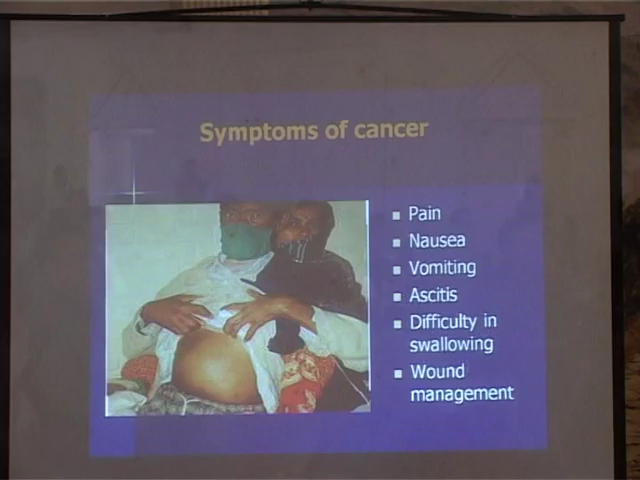 Symptoms of cancer
Pain
Nausea
Vomiting
Ascitis
Difficulty in
swallowing
Wound
management